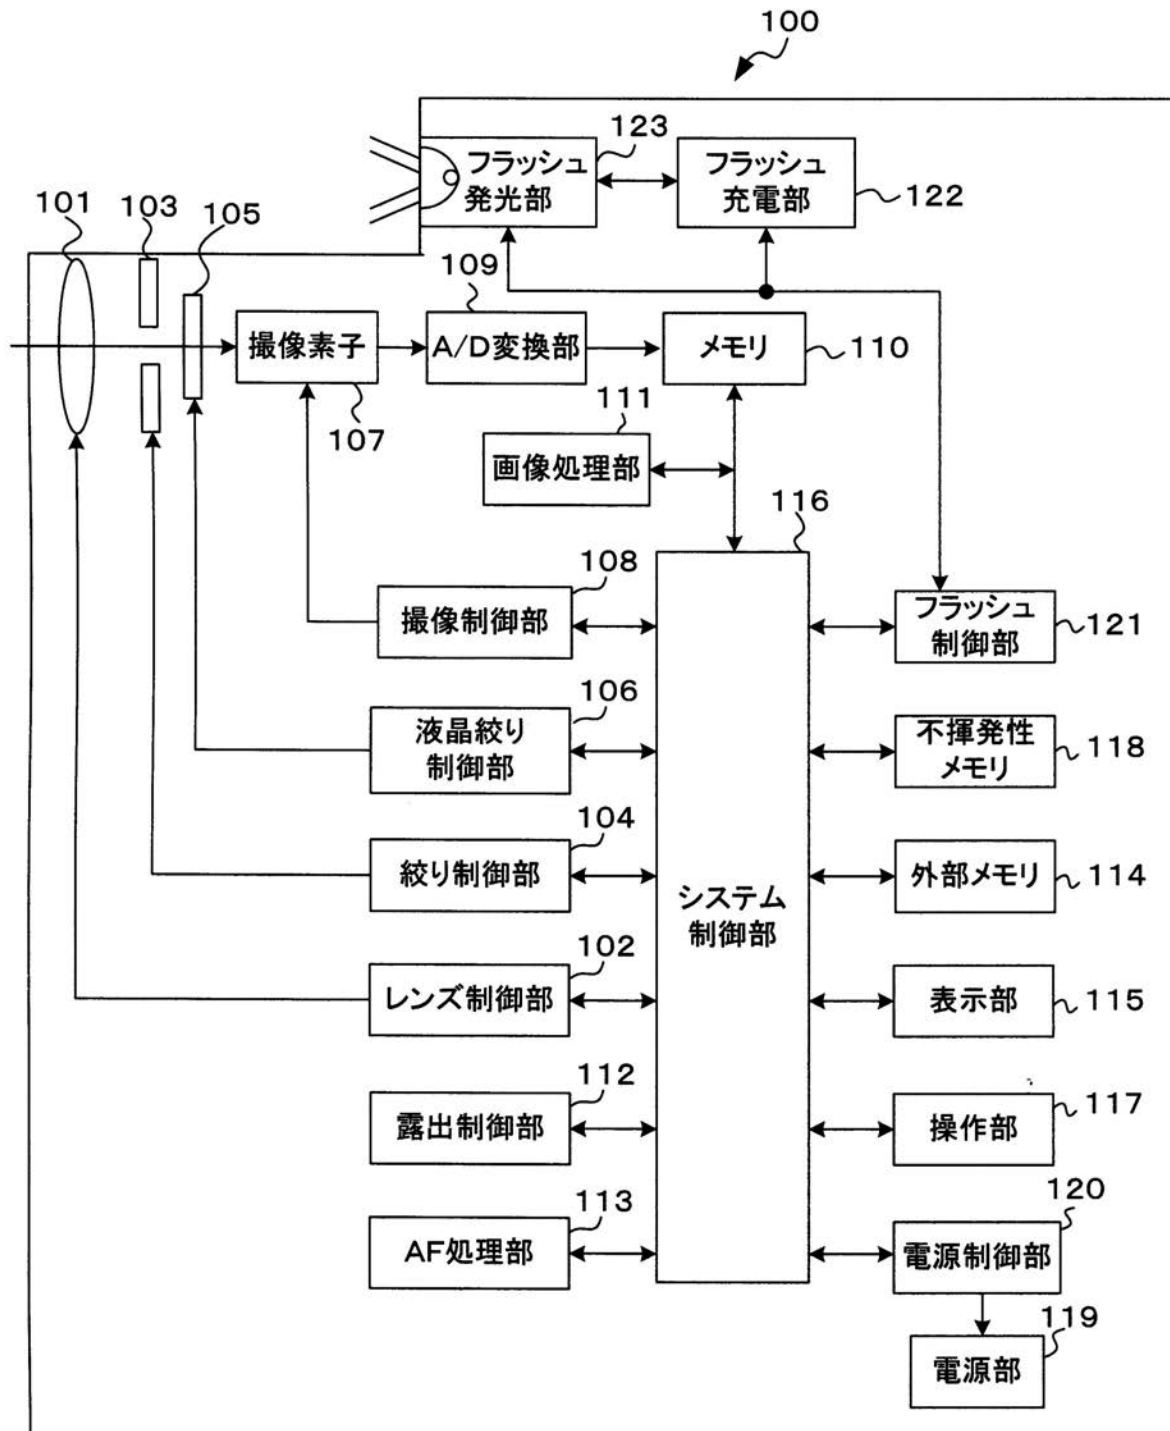 100
フラッシュ
発光部
123
フラッシュ
充電部
122
101
103
105
109
撮像素子
107
A/D変換部
メモリ
110
111
画像処理部
116
システム
制御部
108
撮像制御部
フラッシュ
制御部
121
106
液晶絞り
制御部
不揮発性
メモリ
118
104
絞り制御部
外部メモリ
114
102
レンズ制御部
表示部
115
112
露出制御部
操作部
117
113
AF処理部
120
電源制御部
119
電源部